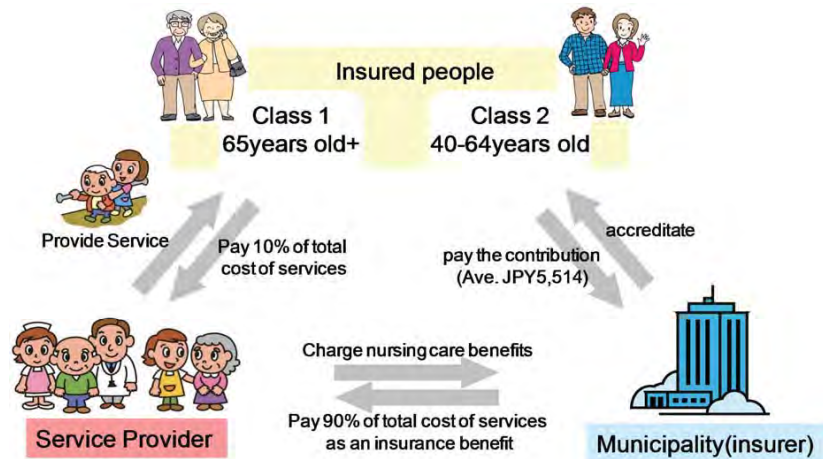 Insured people
Class 1
65years old+
Class 2
40-64years old
Provide Service
Pay 10% of total
cost of services
pay the contribution
(Ave. JPY5,514)
accreditate
Charge nursing care benefits
Pay 90% of total cost of services
as an insurance benefit
Service Provider
Municipality(insurer)